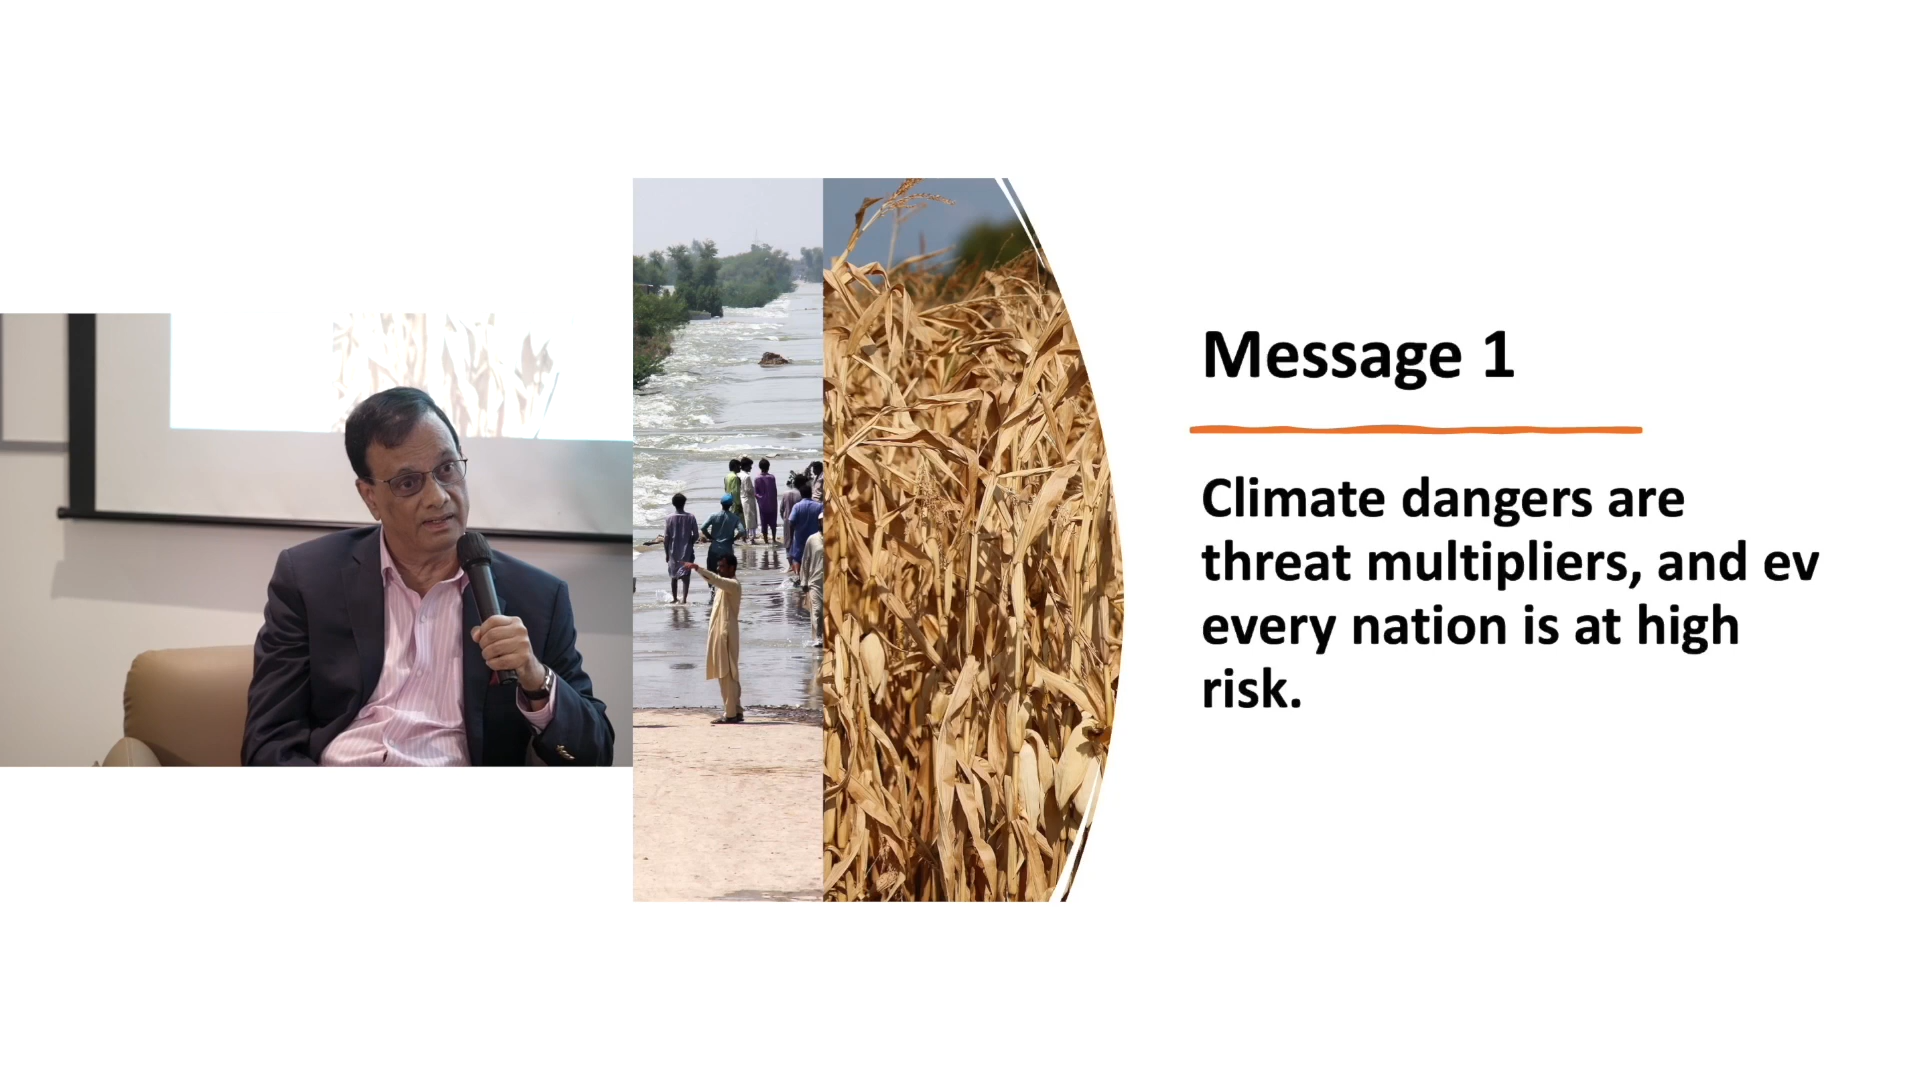 Message 1
Climate dangers are
threat multipliers, and ev
every nation is at high
risk.